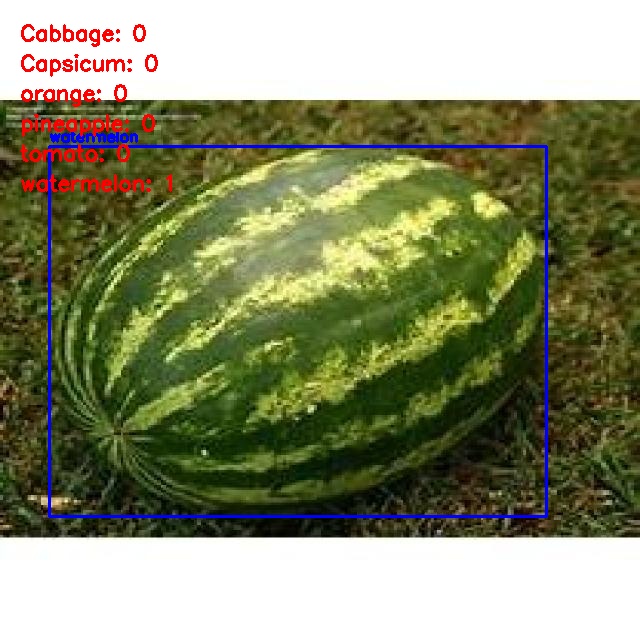 Cabbage: 0
Capsicum: 0
orange: 0
pineapple: 0
watermelon
tomato: 0
watermelon: 1